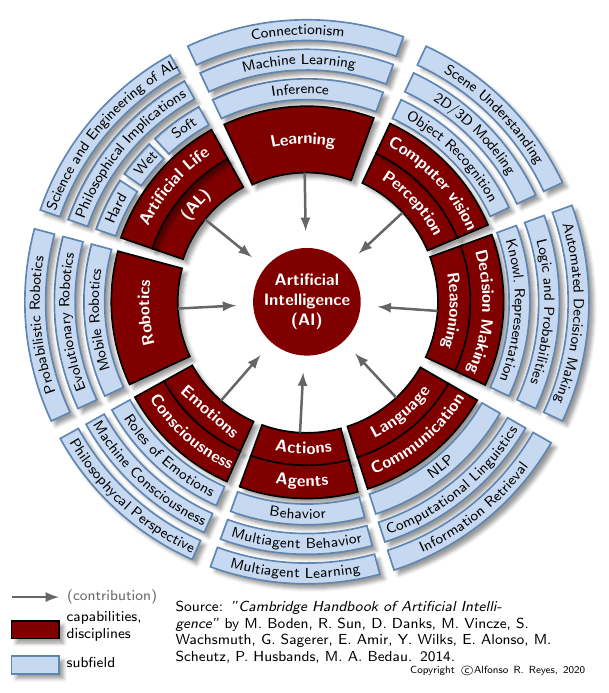 Connectionism
Machine Learning
Inference
Learning
Scene Understanding
2D/3D Modeling
Object Recognition
Computer vision
Perception
Automated Decision Making
Logic and Probabilities
Knowl. Representation
Decision Making
Reasoning
Language
Communication
NLP
Computational Linguistics
Information Retrieval
Actions
Agents
Behavior
Multiagent Behavior
Multiagent Learning
Emotions
Consciousness
Roles of Emotions
Machine Consciousness
Philosophycal Perspective
Robotics
Mobile Robotics
Evolutionary Robotics
Probabilistic Robotics
Science and Engineering of AL
Philosophical Implications
Hard
Wet
Soft
Artificial Life
(AL)
Artificial
Intelligence
(AI)
(contribution)
capabilities,
disciplines
subfield
Source: "Cambridge Handbook of Artificial Intelli-
gence" by M. Boden, R. Sun, D. Danks, M. Vincze, S.
Wachsmuth, G. Sagerer, E. Amir, Y. Wilks, E. Alonso, M.
Scheutz, P. Husbands, M. A. Bedau. 2014.
Copyright ©Alfonso R. Reyes, 2020